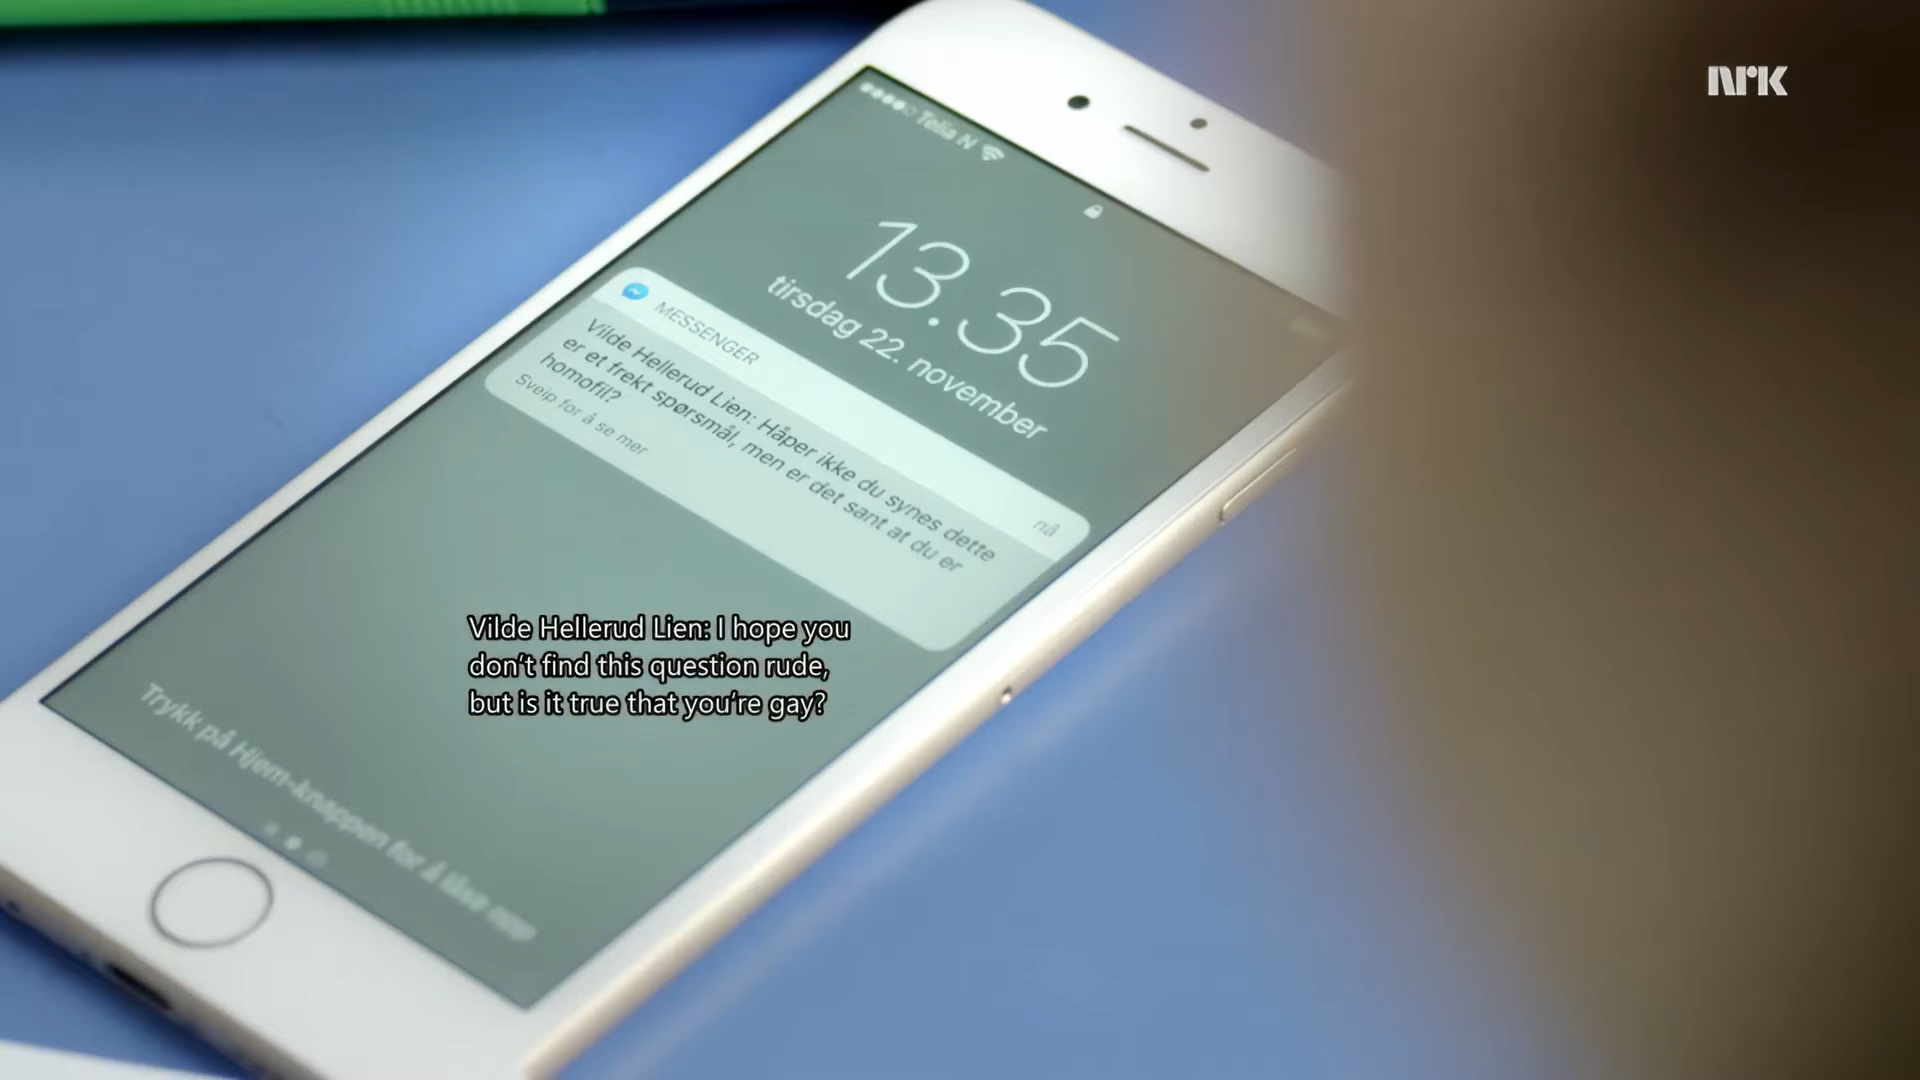 NRK
Telia N
13.35
tirsdag 22. november
MESSENGER
nå
Vilde Hellerud Lien: Håper ikke du synes dette
er et frekt spørsmål, men er det sant at du er
homofil?
Sveip for å se mer
Vilde Hellerud Lien: I hope you
don't find this question rude,
but is it true that you're gay?
Trykk på Hjem-knappen for å låse opp